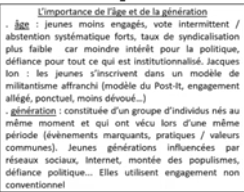 L'importance de l'âge et de la génération
. âge : jeunes moins engagés, vote intermittent /
abstention systématique forts, taux de syndicalisation
plus faible car moindre intérêt pour la politique,
défiance pour tout ce qui est institutionnalisé. Jacques
Ion : les jeunes s'inscrivent dans un modèle de
militantisme affranchi (modèle du Post-It, engagement
allégé, ponctuel, moins dévoué...)
. génération : constituée d'un groupe d'individus nés au
même moment et qui ont vécu lors d'une même
période (évènements marquants, pratiques / valeurs
communes). Jeunes générations influencées par
réseaux sociaux, Internet, montée des populismes,
défiance politique... Elles utilisent engagement non
conventionnel